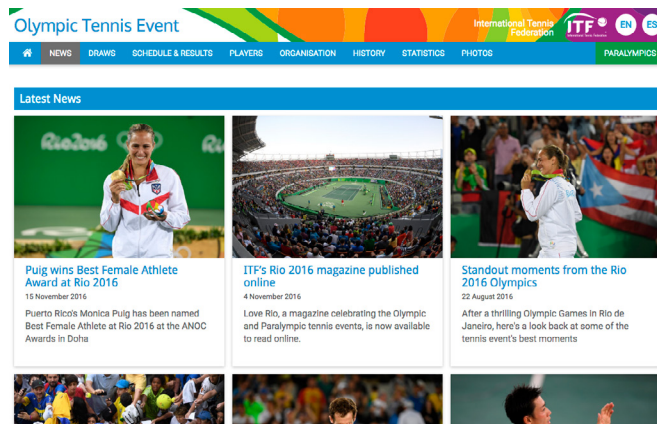 Olympic Tennis Event
International Tennis
Federation
ITF
EN
ES
NEWS
DRAWS
SCHEDULE & RESULTS
PLAYERS
ORGANISATION
HISTORY
STATISTICS
PHOTOS
PARALYMPICS
Latest News
Rio2016
Puig wins Best Female Athlete
Award at Rio 2016
15 November 2016
Puerto Rico's Monica Puig has been named
Best Female Athlete at Rio 2016 at the ANOC
Awards in Doha
ITF's Rio 2016 magazine published
online
4 November 2016
Love Rio, a magazine celebrating the Olympic
and Paralympic tennis events, is now available
to read online.
Standout moments from the Rio
2016 Olympics
22 August 2016
After a thrilling Olympic Games in Rio de
Janeiro, here's a look back at some of the
tennis event's best moments